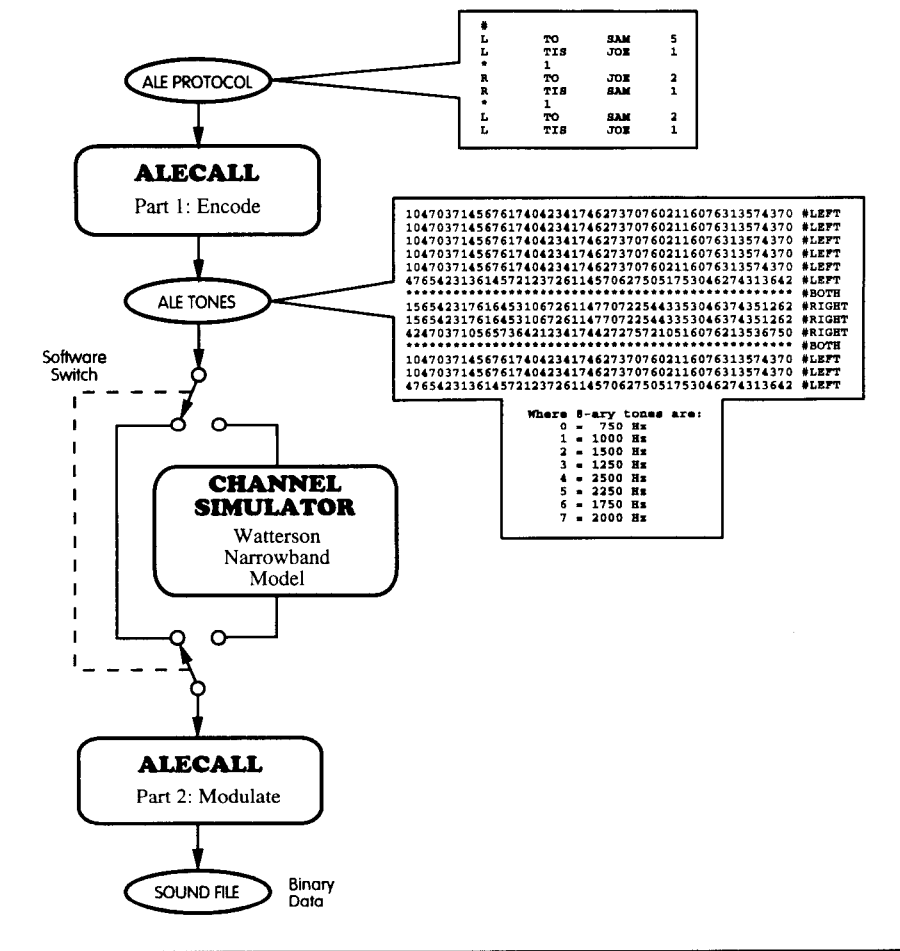 #
L TO SAM 5
L TIS JOE 1
* 1
R TO JOE 2
R TIS SAM 1
* 1
L TO SAM 2
L TIS JOE 1
ALE PROTOCOL
ALECALL
Part 1: Encode
1047037145676174042341746273707602116076313574370 #LEFT
1047037145676174042341746273707602116076313574370 #LEFT
1047037145676174042341746273707602116076313574370 #LEFT
1047037145676174042341746273707602116076313574370 #LEFT
1047037145676174042341746273707602116076313574370 #LEFT
4765423136145721237261145706275051753046274313642 #LEFT
************************************************* #BOTH
1565423176164531067261147707225443353046374351262 #RIGHT
1565423176164531067261147707225443353046374351262 #RIGHT
4247037105657364212341744272757210516076213536750 #RIGHT
************************************************* #BOTH
1047037145676174042341746273707602116076313574370 #LEFT
1047037145676174042341746273707602116076313574370 #LEFT
4765423136145721237261145706275051753046274313642 #LEFT
ALE TONES
Where 8-ary tones are:
0 = 750 Hz
1 = 1000 Hz
2 = 1500 Hz
3 = 1250 Hz
4 = 2500 Hz
5 = 2250 Hz
6 = 1750 Hz
7 = 2000 Hz
Software
Switch
CHANNEL
SIMULATOR
Watterson
Narrowband
Model
ALECALL
Part 2: Modulate
SOUND FILE
Binary
Data